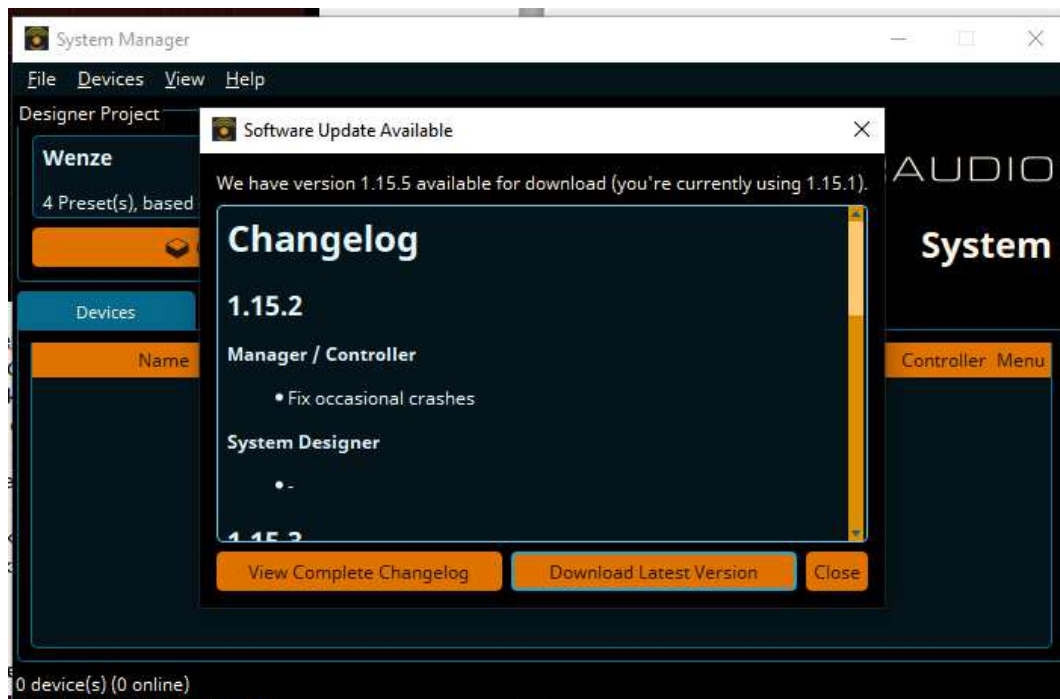 System Manager
File Devices View Help
Designer Project
Wenze
4 Preset(s), based
Software Update Available
We have version 1.15.5 available for download (you're currently using 1.15.1).
Changelog
1.15.2
Manager / Controller
• Fix occasional crashes
System Designer
• -
1.15.3
View Complete Changelog Download Latest Version Close
AUDIO
System
Devices
Name Controller Menu
0 device(s) (0 online)